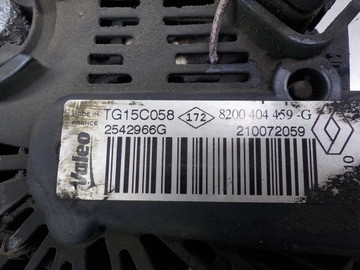 MADE IN FRANCE
Valeo
TG15C058 172 8200 404 459-G
2542966G 210072059